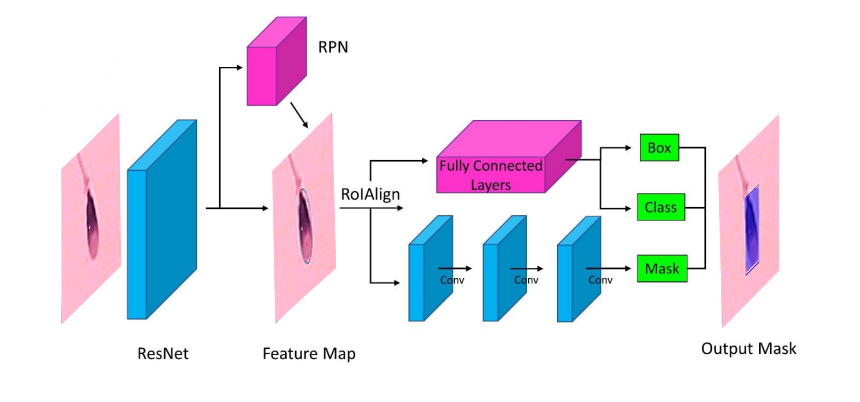 RPN
RoIAlign
Fully Connected
Layers
Box
Class
Mask
Conv
Conv
Conv
ResNet
Feature Map
Output Mask